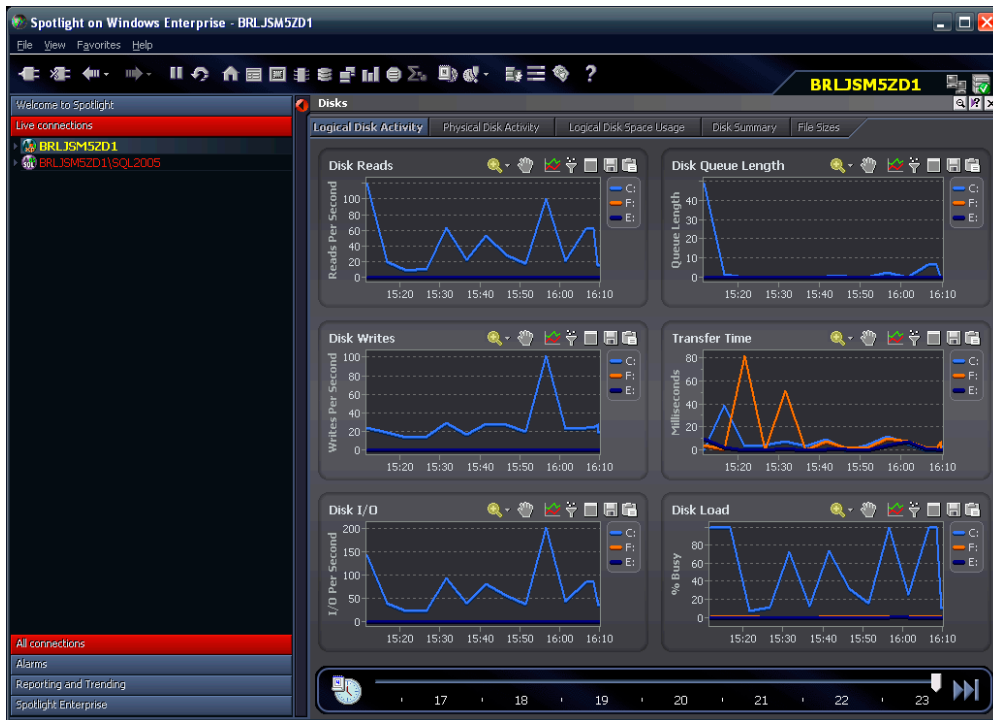 Spotlight on Windows Enterprise - BRLJSM5ZD1
File View Favorites Help
BRLJSM5ZD1
Welcome to Spotlight
Live connections
BRLJSM5ZD1
BRLJSM5ZD1\SQL2005
All connections
Alarms
Reporting and Trending
Spotlight Enterprise
Disks
Logical Disk Activity Physical Disk Activity Logical Disk Space Usage Disk Summary File Sizes
Disk Reads
Reads Per Second
100
80
60
40
20
0
15:20 15:30 15:40 15:50 16:00 16:10
C:
F:
E:
Disk Queue Length
Queue Length
40
30
20
10
0
15:20 15:30 15:40 15:50 16:00 16:10
C:
F:
E:
Disk Writes
Writes Per Second
100
80
60
40
20
0
15:20 15:30 15:40 15:50 16:00 16:10
C:
F:
E:
Transfer Time
Milliseconds
80
60
40
20
0
15:20 15:30 15:40 15:50 16:00 16:10
C:
F:
E:
Disk I/O
I/O Per Second
200
150
100
50
0
15:20 15:30 15:40 15:50 16:00 16:10
C:
F:
E:
Disk Load
% Busy
80
60
40
20
0
15:20 15:30 15:40 15:50 16:00 16:10
C:
F:
E:
17 18 19 20 21 22 23